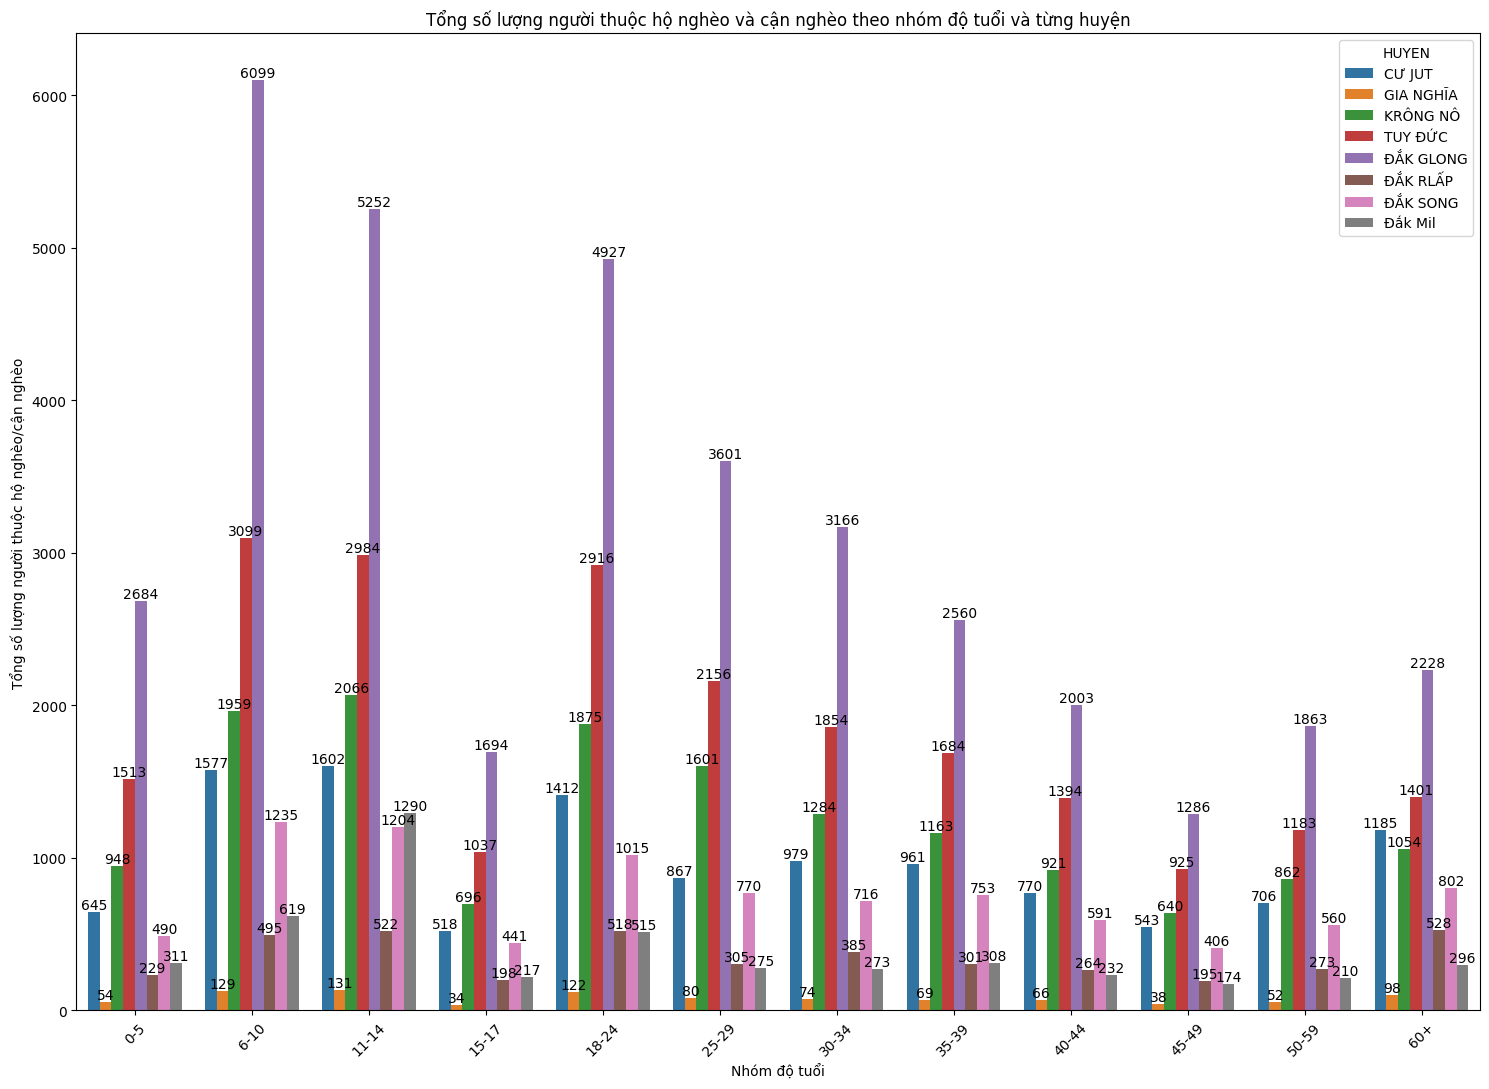 Tổng số lượng người thuộc hộ nghèo và cận nghèo theo nhóm độ tuổi và từng huyện
Tổng số lượng người thuộc hộ nghèo/cận nghèo
6000
5000
4000
3000
2000
1000
0
HUYEN
CƯ JUT
GIA NGHĨA
KRÔNG NÔ
TUY ĐỨC
ĐẮK GLONG
ĐẮK RLẤP
ĐẮK SONG
Đắk Mil
645 54 948 1513 2684 229 490 311
1577 129 1959 3099 6099 495 1235 619
1602 131 2066 2984 5252 522 1204 1290
518 34 696 1037 1694 198 441 217
1412 122 1875 2916 4927 518 1015 515
867 80 1601 2156 3601 305 770 275
979 74 1284 1854 3166 385 716 273
961 69 1163 1684 2560 301 753 308
770 66 921 1394 2003 264 591 232
543 38 640 925 1286 195 406 174
706 52 862 1183 1863 273 560 210
1185 98 1054 1401 2228 528 802 296
0-5 6-10 11-14 15-17 18-24 25-29 30-34 35-39 40-44 45-49 50-59 60+
Nhóm độ tuổi